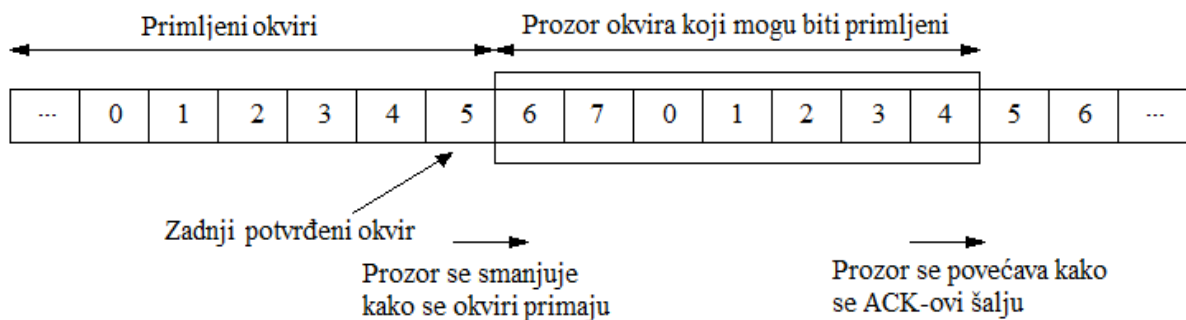 Primljeni okviri
Prozor okvira koji mogu biti primljeni
... 0 1 2 3 4 5 6 7 0 1 2 3 4 5 6 ...
Zadnji potvrđeni okvir
Prozor se smanjuje
kako se okviri primaju
Prozor se povećava kako
se ACK-ovi šalju